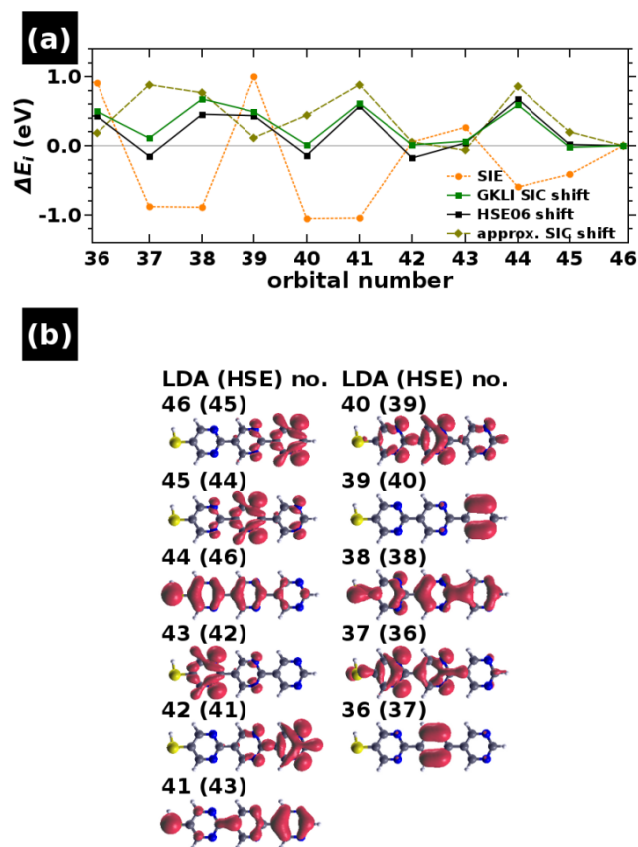 (a)
1.0
0.0
-1.0
ΔEi (eV)
SIE
GKLI SIC shift
HSE06 shift
approx. SIC shift
36 37 38 39 40 41 42 43 44 45 46
orbital number
(b)
LDA (HSE) no. LDA (HSE) no.
46 (45) 40 (39)
45 (44) 39 (40)
44 (46) 38 (38)
43 (42) 37 (36)
42 (41) 36 (37)
41 (43)